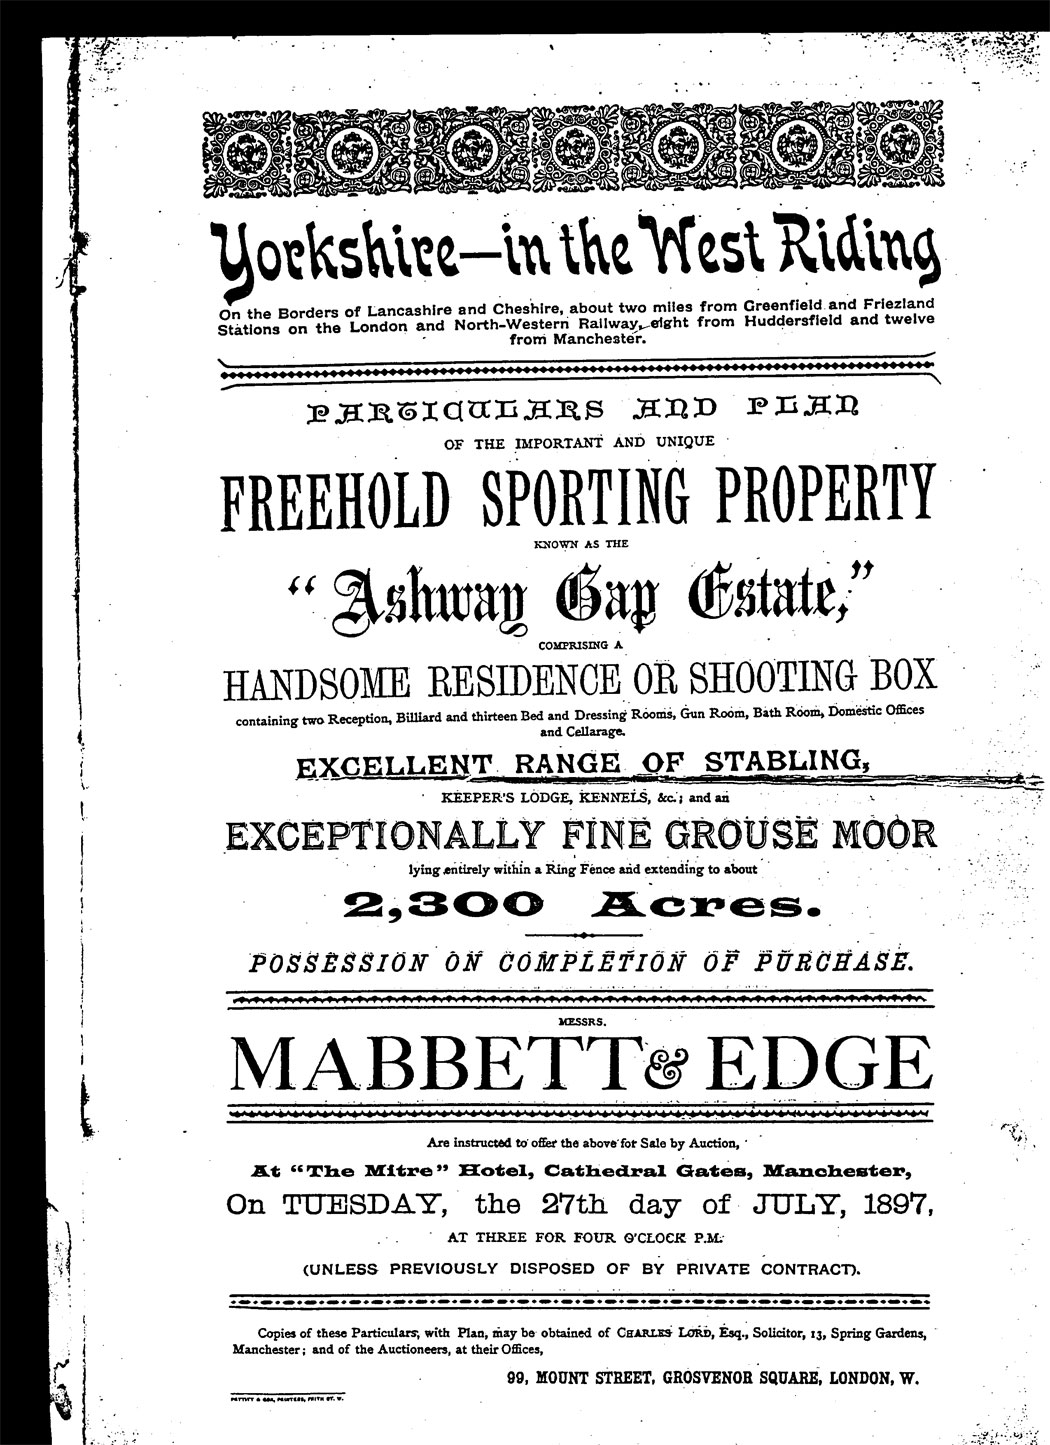 Yorkshire—in the West Riding
On the Borders of Lancashire and Cheshire, about two miles from Greenfield and Friezland
Stations on the London and North-Western Railway, eight from Huddersfield and twelve
from Manchester.
PARTICULARS AND PLAN
OF THE IMPORTANT AND UNIQUE
FREEHOLD SPORTING PROPERTY
KNOWN AS THE
“Ashway Gap Estate,”
COMPRISING A
HANDSOME RESIDENCE OR SHOOTING BOX
containing two Reception, Billiard and thirteen Bed and Dressing Rooms, Gun Room, Bath Room, Domestic Offices
and Cellarage.
EXCELLENT RANGE OF STABLING,
KEEPER'S LODGE, KENNELS, &c.; and an
EXCEPTIONALLY FINE GROUSE MOOR
lying entirely within a Ring Fence and extending to about
2,300 Acres.
POSSESSION ON COMPLETION OF PURCHASE.
MESSRS.
MABBETT & EDGE
Are instructed to offer the above for Sale by Auction,
At “The Mitre” Hotel, Cathedral Gates, Manchester,
On TUESDAY, the 27th day of JULY, 1897,
AT THREE FOR FOUR O'CLOCK P.M.
(UNLESS PREVIOUSLY DISPOSED OF BY PRIVATE CONTRACT).
Copies of these Particulars, with Plan, may be obtained of CHARLES LORD, Esq., Solicitor, 13, Spring Gardens,
Manchester; and of the Auctioneers, at their Offices,
99, MOUNT STREET, GROSVENOR SQUARE, LONDON, W.
PETTITT & COX, PRINTERS, FRITH ST. W.